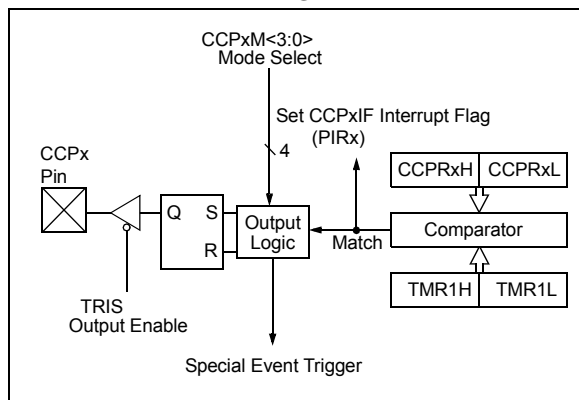 CCPxM<3:0>
Mode Select
Set CCPxIF Interrupt Flag
(PIRx)
4
CCPx
Pin
CCPRxH CCPRxL
Q S
R
Output
Logic
Match
Comparator
TRIS
Output Enable
TMR1H TMR1L
Special Event Trigger